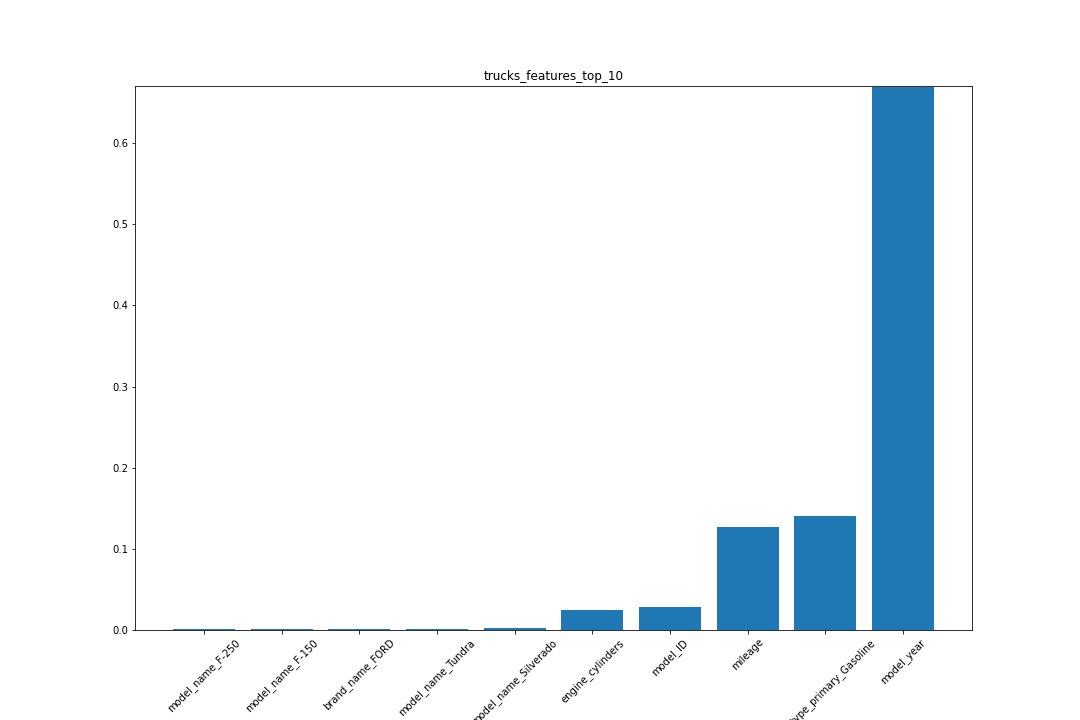 trucks_features_top_10
0.6
0.5
0.4
0.3
0.2
0.1
0.0
model_name_F-250
model_name_F-150
brand_name_FORD
model_name_Tundra
model_name_Silverado
engine_cylinders
model_ID
mileage
type_primary_Gasoline
model_year